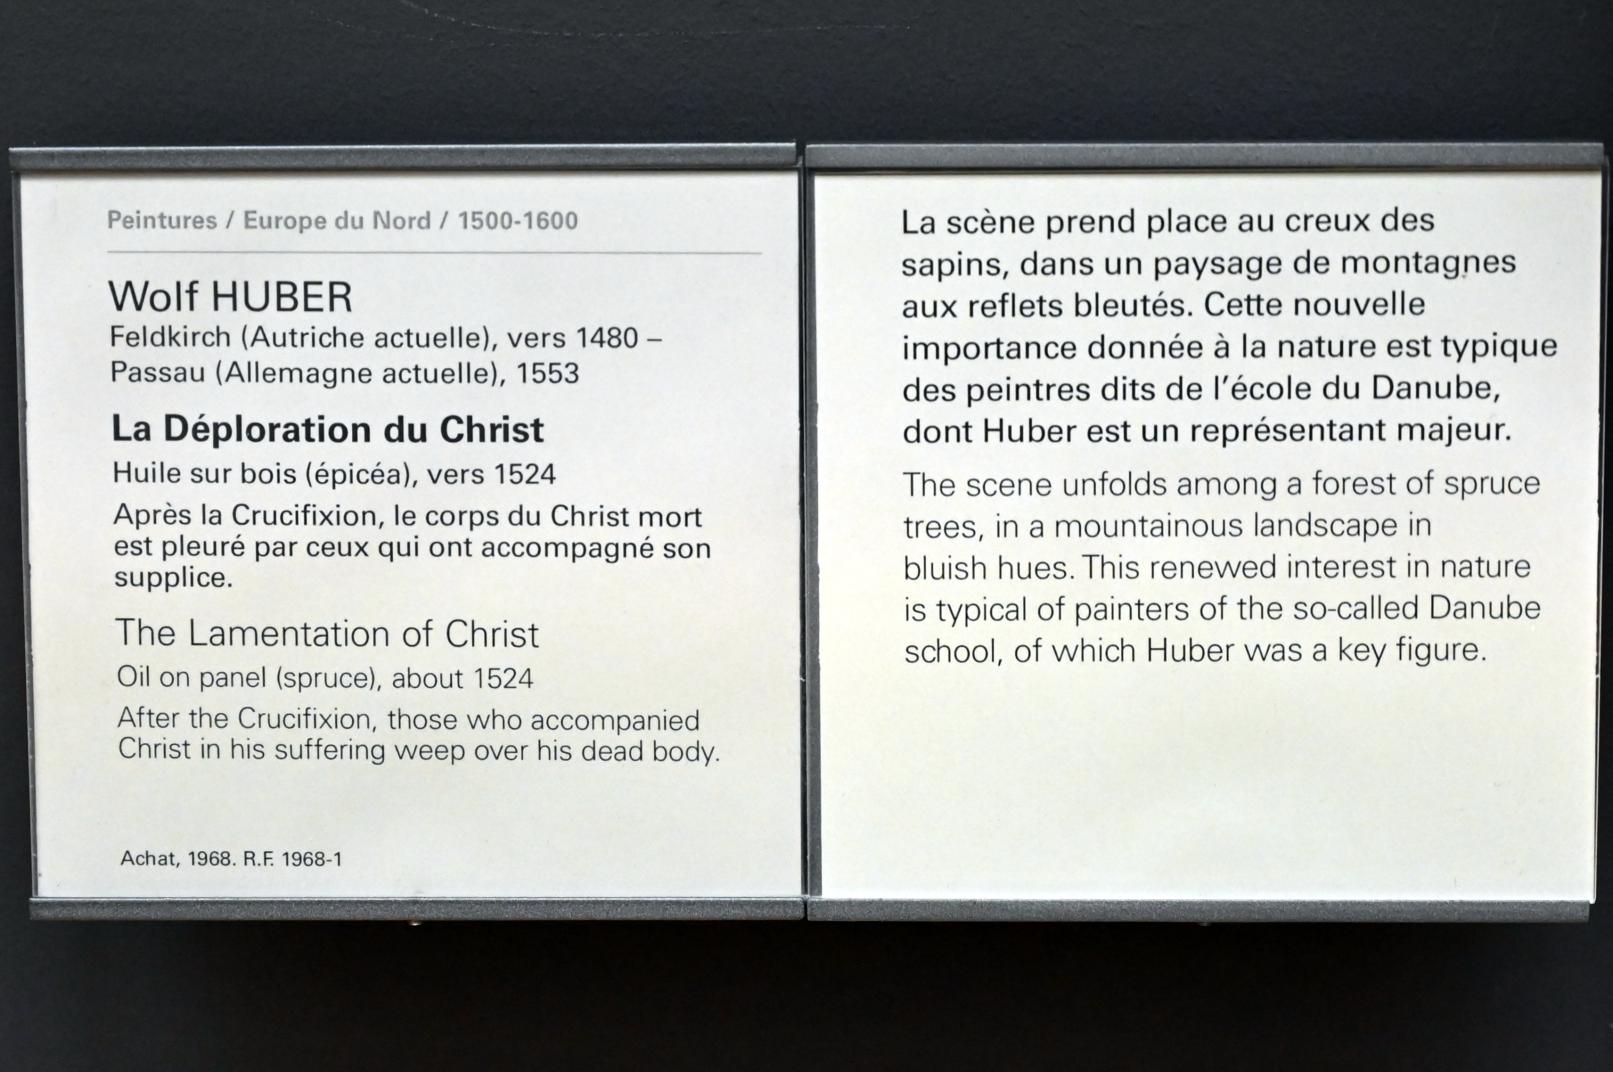 Peintures / Europe du Nord / 1500-1600
Wolf HUBER
Feldkirch (Autriche actuelle), vers 1480 –
Passau (Allemagne actuelle), 1553
La Déploration du Christ
Huile sur bois (épicéa), vers 1524
Après la Crucifixion, le corps du Christ mort
est pleuré par ceux qui ont accompagné son
supplice.
The Lamentation of Christ
Oil on panel (spruce), about 1524
After the Crucifixion, those who accompanied
Christ in his suffering weep over his dead body.
Achat, 1968. R.F. 1968-1
La scène prend place au creux des
sapins, dans un paysage de montagnes
aux reflets bleutés. Cette nouvelle
importance donnée à la nature est typique
des peintres dits de l’école du Danube,
dont Huber est un représentant majeur.
The scene unfolds among a forest of spruce
trees, in a mountainous landscape in
bluish hues. This renewed interest in nature
is typical of painters of the so-called Danube
school, of which Huber was a key figure.